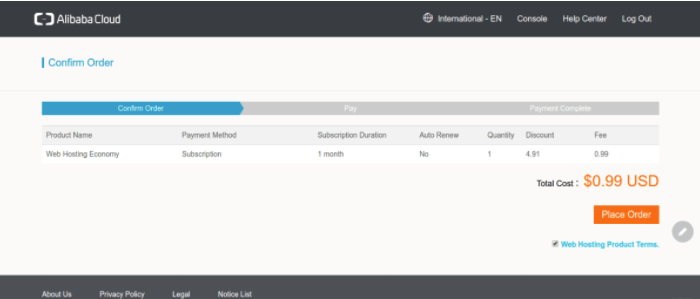 Alibaba Cloud International - EN Console Help Center Log Out
Confirm Order
Confirm Order Pay Payment Complete
Product Name Payment Method Subscription Duration Auto Renew Quantity Discount Fee
Web Hosting Economy Subscription 1 month No 1 4.91 0.99
Total Cost : $0.99 USD
Place Order
Web Hosting Product Terms.
About Us Privacy Policy Legal Notice List